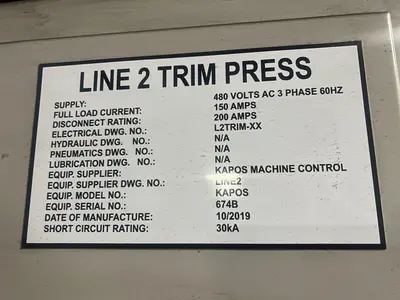 LINE 2 TRIM PRESS
SUPPLY: 480 VOLTS AC 3 PHASE 60HZ
FULL LOAD CURRENT: 150 AMPS
DISCONNECT RATING: 200 AMPS
ELECTRICAL DWG. NO.: L2TRIM-XX
HYDRAULIC DWG. NO.: N/A
PNEUMATICS DWG. NO.: N/A
LUBRICATION DWG. NO.: N/A
EQUIP. SUPPLIER: KAPOS MACHINE CONTROL
EQUIP. SUPPLIER DWG. NO.: LINE2
EQUIP. MODEL NO.: KAPOS
EQUIP. SERIAL NO.: 674B
DATE OF MANUFACTURE: 10/2019
SHORT CIRCUIT RATING: 30kA